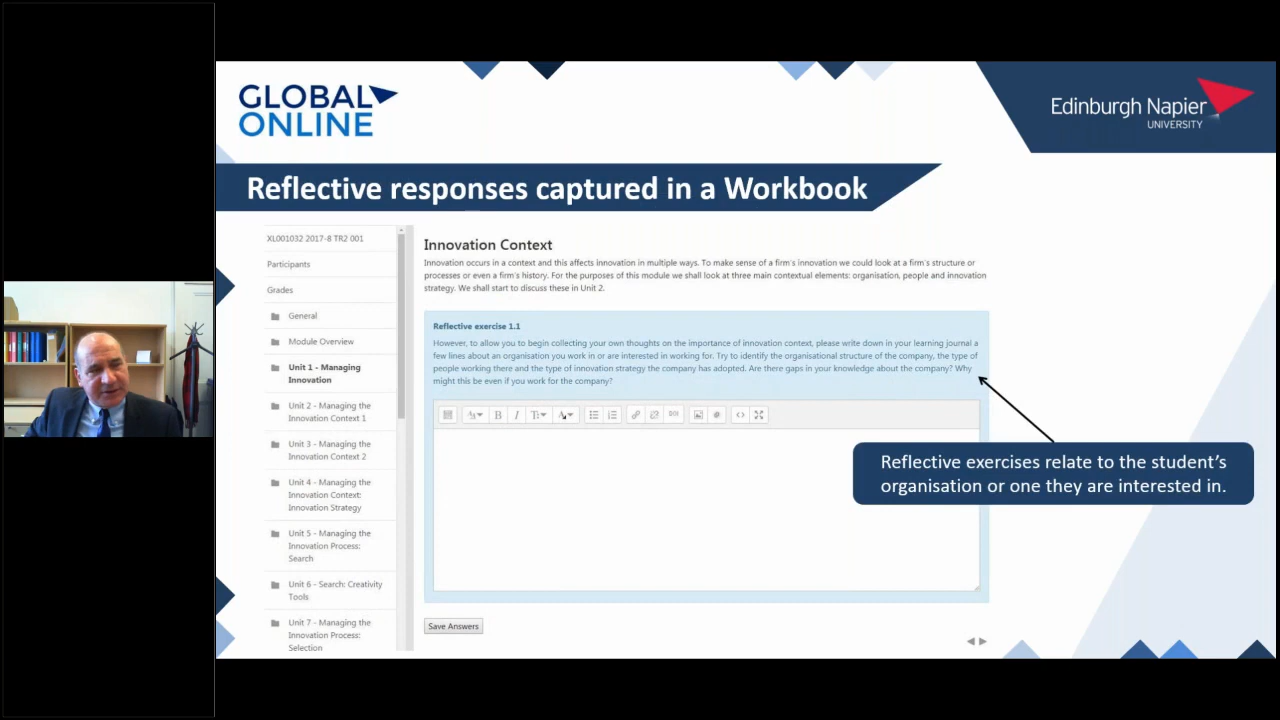 GLOBAL
ONLINE
Edinburgh Napier
UNIVERSITY
Reflective responses captured in a Workbook
XL001032 2017-8 TR2 001
Participants
Grades
General
Module Overview
Unit 1 - Managing
Innovation
Unit 2 - Managing the
Innovation Context 1
Unit 3 - Managing the
Innovation Context 2
Unit 4 - Managing the
Innovation Context:
Innovation Strategy
Unit 5 - Managing the
Innovation Process:
Search
Unit 6 - Search: Creativity
Tools
Unit 7 - Managing the
Innovation Process:
Selection
Innovation Context
Innovation occurs in a context and this affects innovation in multiple ways. To make sense of a firm's innovation we could look at a firm's structure or
processes or even a firm's history. For the purposes of this module we shall look at three main contextual elements: organisation, people and innovation
strategy. We shall start to discuss these in Unit 2.
Reflective exercise 1.1
However, to allow you to begin collecting your own thoughts on the importance of innovation context, please write down in your learning journal a
few lines about an organisation you work in or are interested in working for. Try to identify the organisational structure of the company, the type of
people working there and the type of innovation strategy the company has adopted. Are there gaps in your knowledge about the company? Why
might this be even if you work for the company?
Reflective exercises relate to the student's
organisation or one they are interested in.
Save Answers